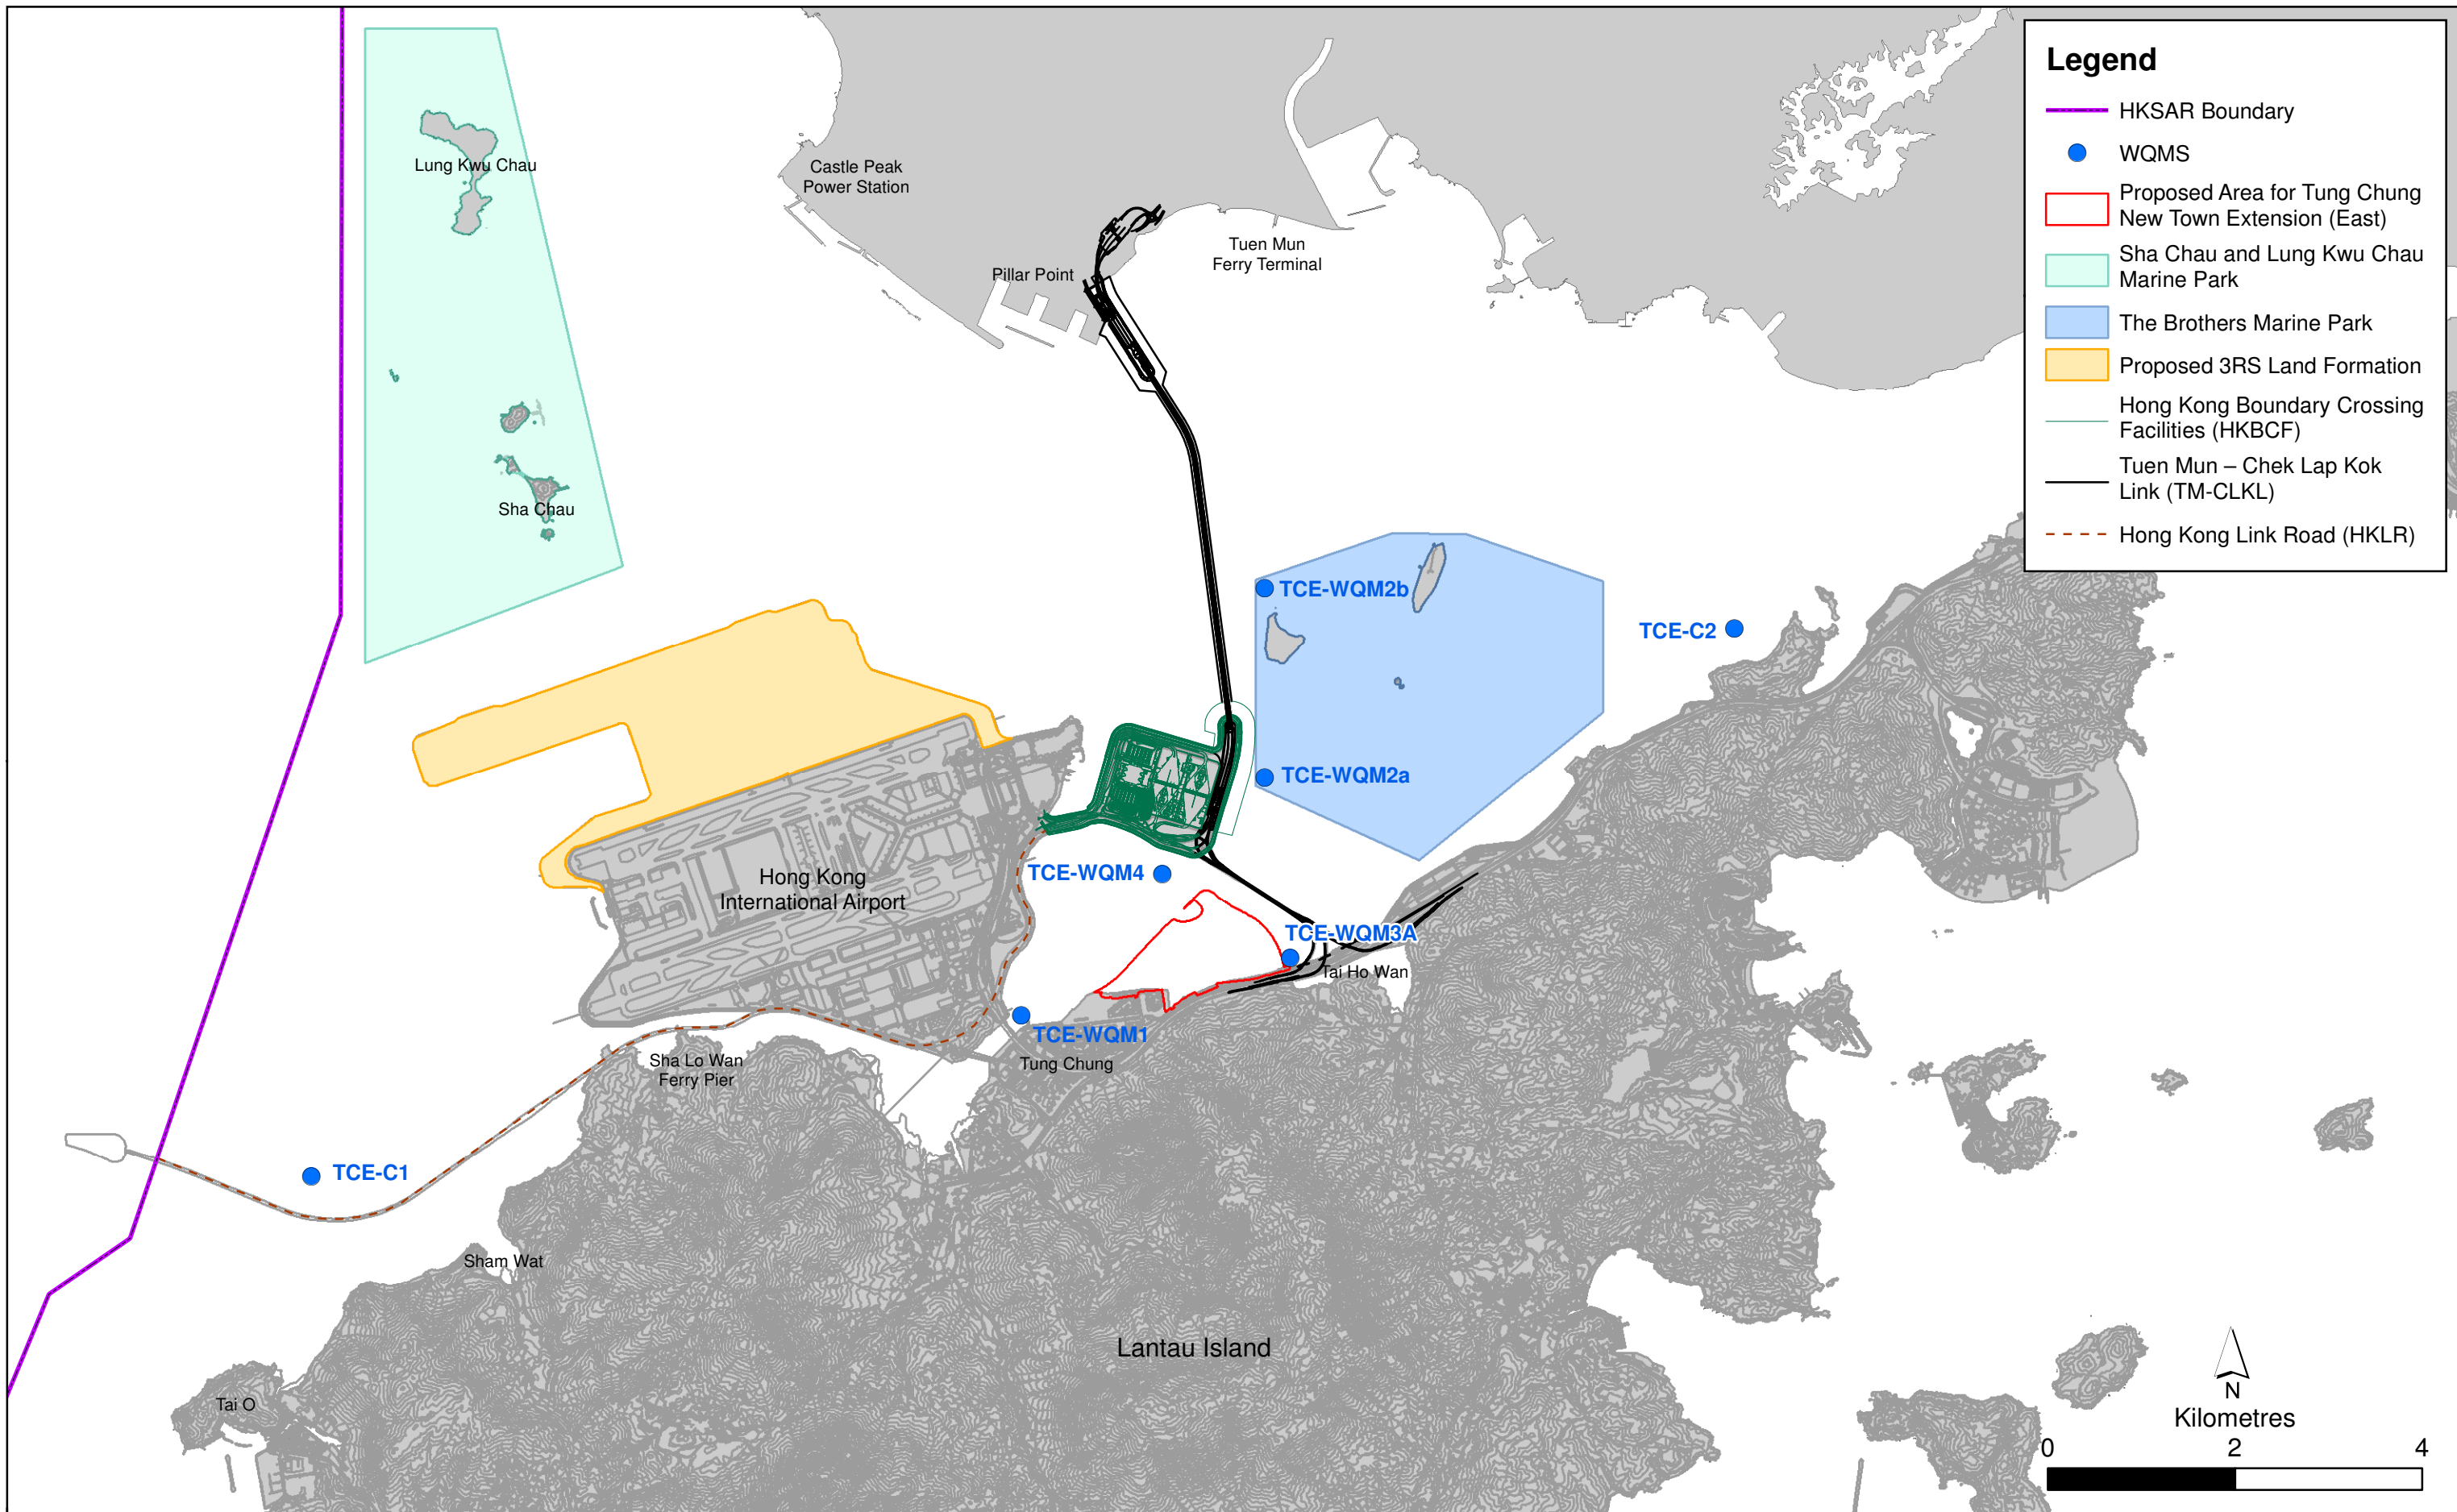 Legend
HKSAR Boundary
WQMS
Proposed Area for Tung Chung
New Town Extension (East)
Sha Chau and Lung Kwu Chau
Marine Park
The Brothers Marine Park
Proposed 3RS Land Formation
Hong Kong Boundary Crossing
Facilities (HKBCF)
Tuen Mun – Chek Lap Kok
Link (TM-CLKL)
Hong Kong Link Road (HKLR)
Lung Kwu Chau
Castle Peak
Power Station
Tuen Mun
Ferry Terminal
Pillar Point
Sha Chau
TCE-WQM2b
TCE-C2
TCE-WQM2a
TCE-WQM4
Hong Kong
International Airport
TCE-WQM3A
Tai Ho Wan
TCE-WQM1
Sha Lo Wan
Ferry Pier
Tung Chung
TCE-C1
Sham Wat
Lantau Island
Tai O
N
Kilometres
0 2 4